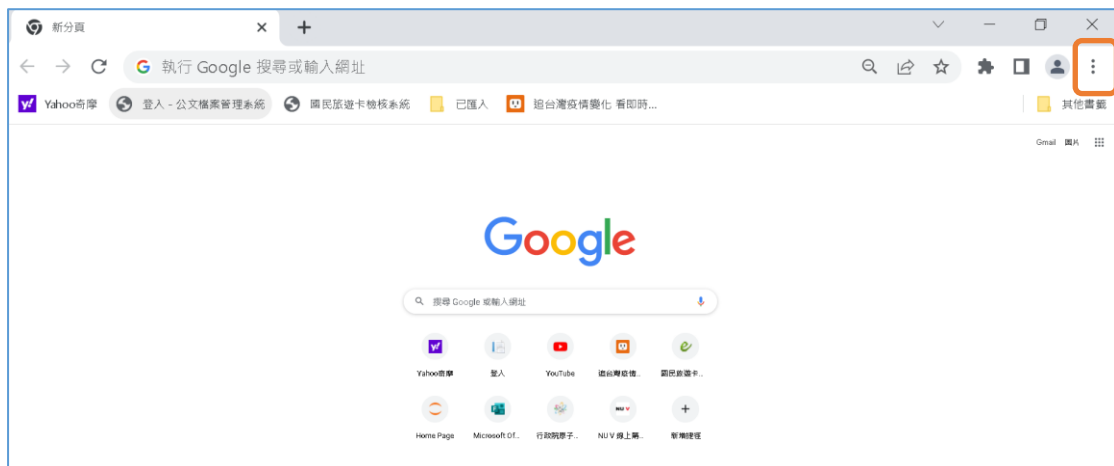 新分頁
執行 Google 搜尋或輸入網址
Yahoo奇摩 登入 - 公文檔案管理系統 國民旅遊卡檢核系統 已匯入 追台灣疫情變化 看即時... 其他書籤
Gmail 圖片
Google
搜尋 Google 或輸入網址
Yahoo奇摩 登入 YouTube 追台灣疫情... 國民旅遊卡...
Home Page Microsoft Of... 行政院原子... NU V 線上藥... 新增捷徑